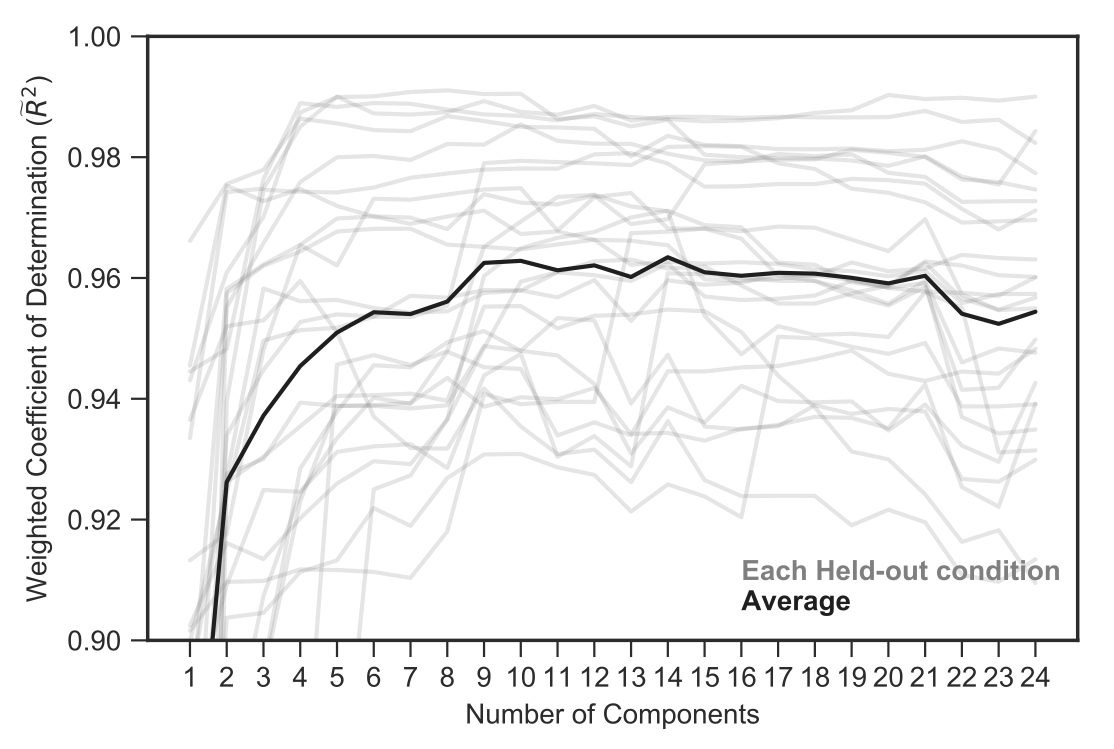 Weighted Coefficient of Determination (R̃²)
1.00
0.98
0.96
0.94
0.92
0.90
Each Held-out condition
Average
1 2 3 4 5 6 7 8 9 10 11 12 13 14 15 16 17 18 19 20 21 22 23 24
Number of Components